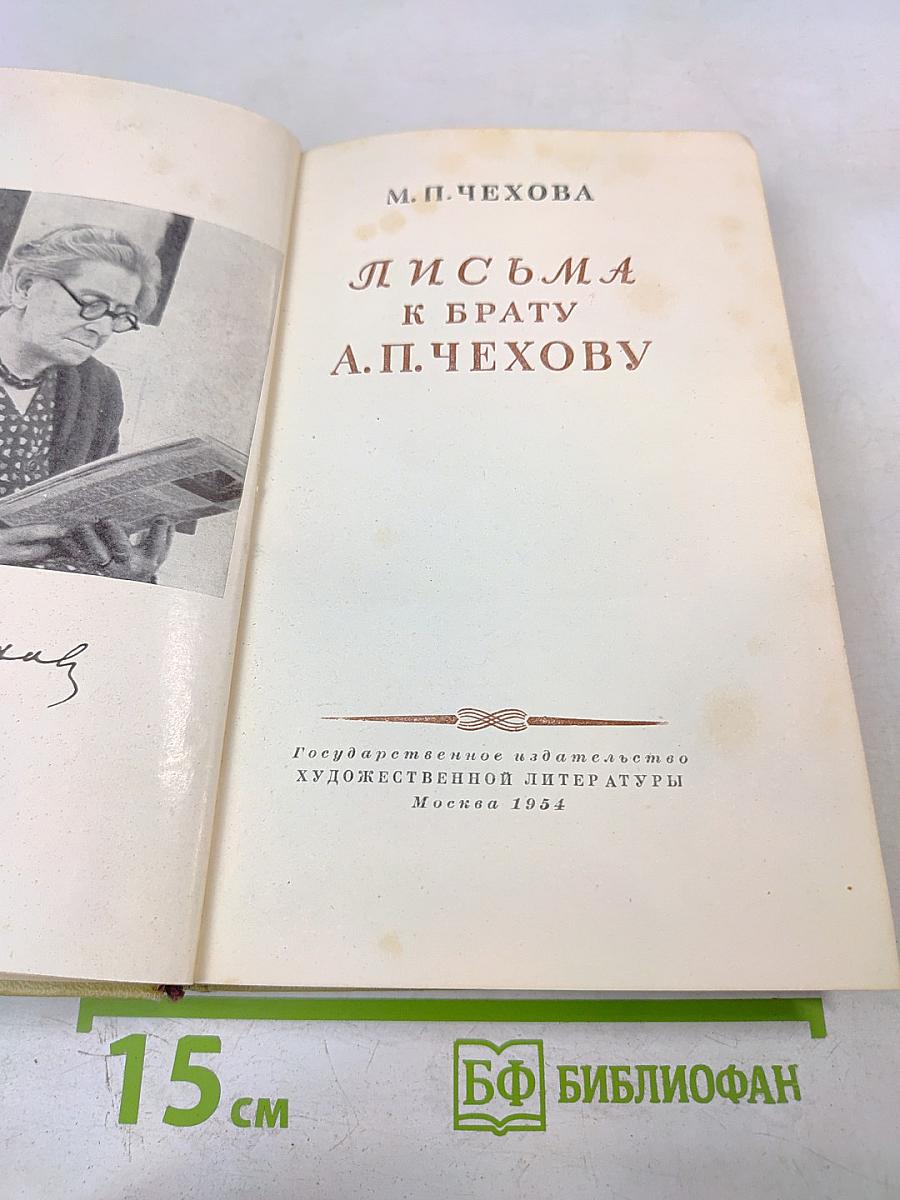 М. П. ЧЕХОВА
ПИСЬМА
К БРАТУ
А. П. ЧЕХОВУ
Государственное издательство
ХУДОЖЕСТВЕННОЙ ЛИТЕРАТУРЫ
Москва 1954
15 см
БФ БИБЛИОФАН